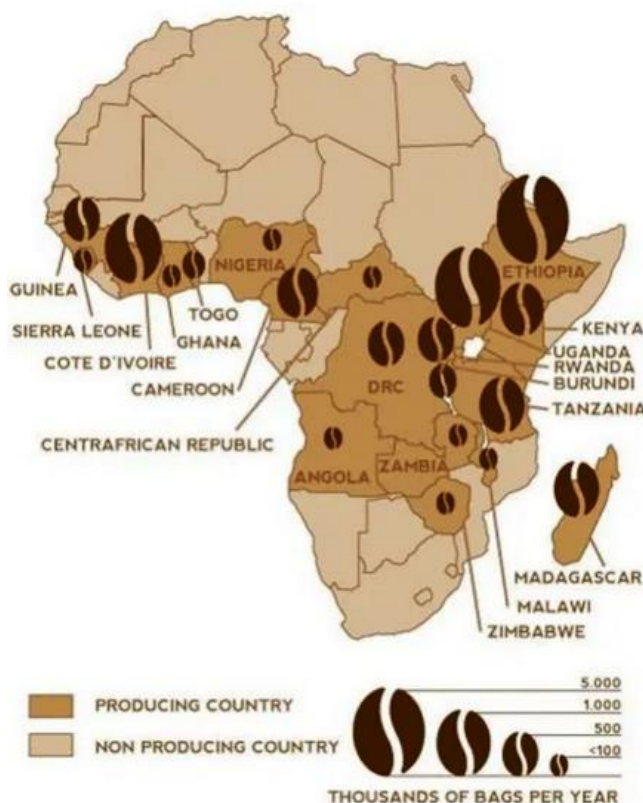 NIGERIA
ETHIOPIA
GUINEA
SIERRA LEONE
COTE D'IVOIRE
TOGO
GHANA
CAMEROON
CENTRAFRICAN REPUBLIC
KENYA
UGANDA
RWANDA
BURUNDI
TANZANIA
DRC
ANGOLA
ZAMBIA
MADAGASCAR
MALAWI
ZIMBABWE
PRODUCING COUNTRY
NON PRODUCING COUNTRY
5.000
1.000
500
<100
THOUSANDS OF BAGS PER YEAR